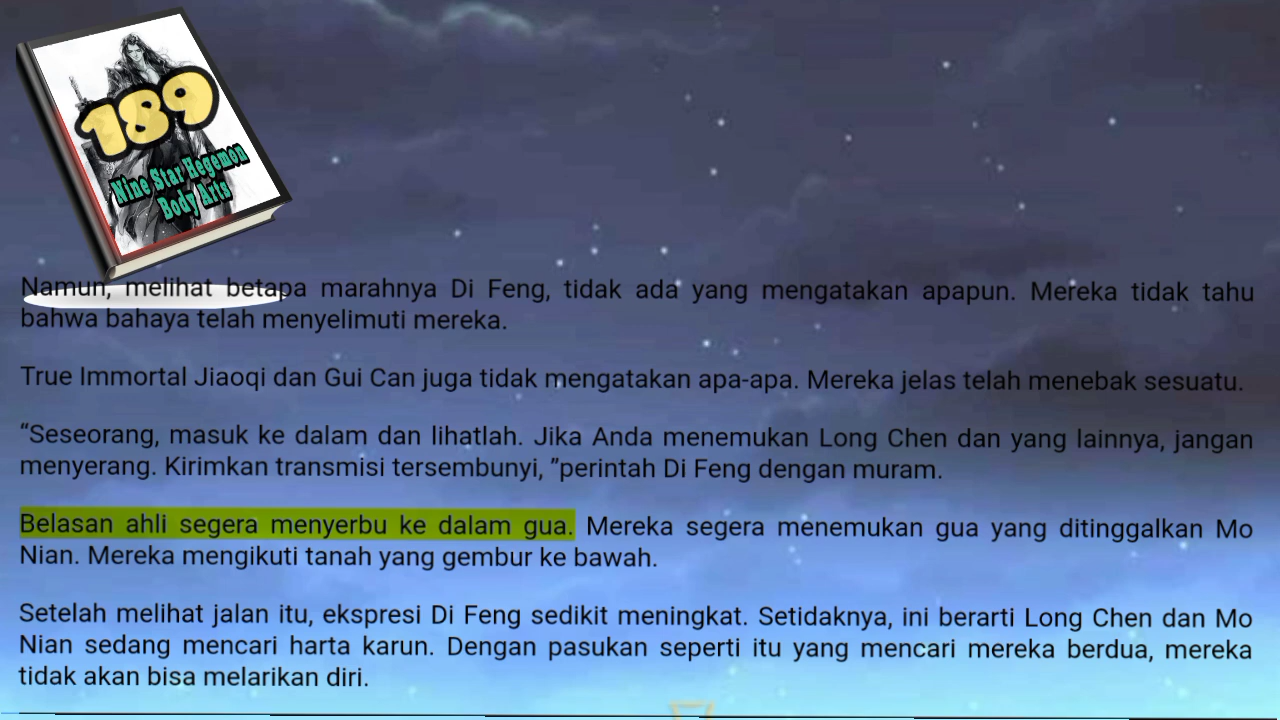 189
Nine Star Hegemon
Body Arts
Namun, melihat betapa marahnya Di Feng, tidak ada yang mengatakan apapun. Mereka tidak tahu
bahwa bahaya telah menyelimuti mereka.
True Immortal Jiaoqi dan Gui Can juga tidak mengatakan apa-apa. Mereka jelas telah menebak sesuatu.
“Seseorang, masuk ke dalam dan lihatlah. Jika Anda menemukan Long Chen dan yang lainnya, jangan
menyerang. Kirimkan transmisi tersembunyi, ”perintah Di Feng dengan muram.
Belasan ahli segera menyerbu ke dalam gua. Mereka segera menemukan gua yang ditinggalkan Mo
Nian. Mereka mengikuti tanah yang gembur ke bawah.
Setelah melihat jalan itu, ekspresi Di Feng sedikit meningkat. Setidaknya, ini berarti Long Chen dan Mo
Nian sedang mencari harta karun. Dengan pasukan seperti itu yang mencari mereka berdua, mereka
tidak akan bisa melarikan diri.